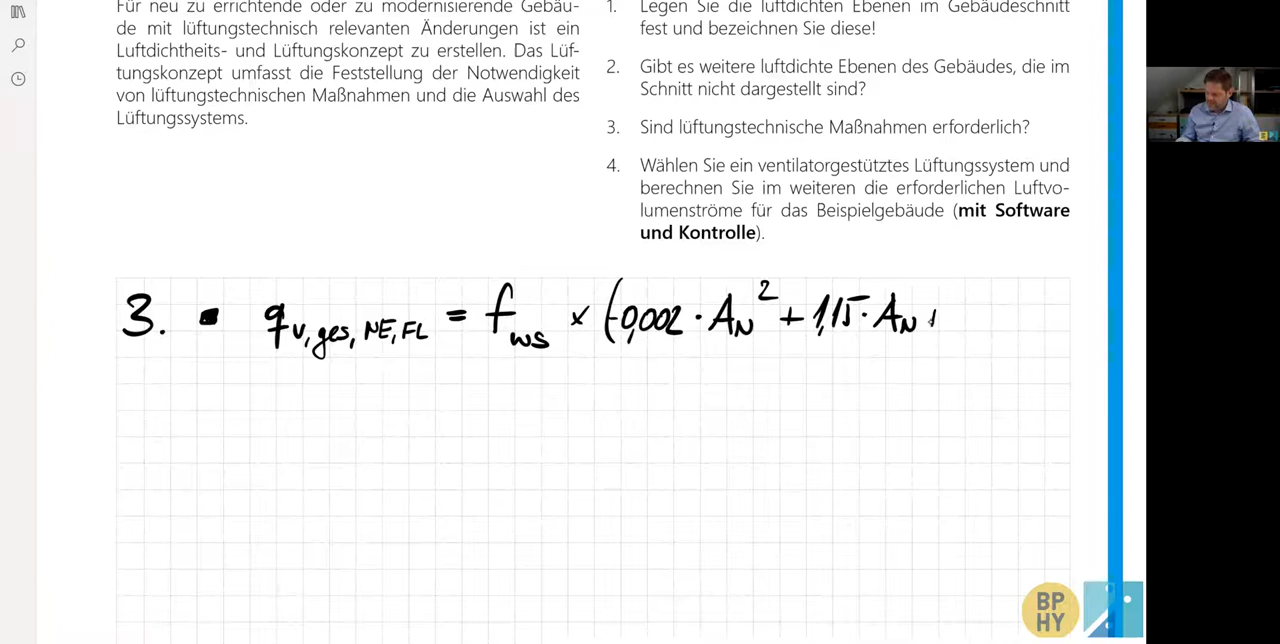 Für neu zu errichtende oder zu modernisierende Gebäu-
de mit lüftungstechnisch relevanten Änderungen ist ein
Luftdichtheits- und Lüftungskonzept zu erstellen. Das Lüf-
tungskonzept umfasst die Feststellung der Notwendigkeit
von lüftungstechnischen Maßnahmen und die Auswahl des
Lüftungssystems.
1. Legen Sie die luftdichten Ebenen im Gebäudeschnitt
fest und bezeichnen Sie diese!
2. Gibt es weitere luftdichte Ebenen des Gebäudes, die im
Schnitt nicht dargestellt sind?
3. Sind lüftungstechnische Maßnahmen erforderlich?
4. Wählen Sie ein ventilatorgestütztes Lüftungssystem und
berechnen Sie im weiteren die erforderlichen Luftvo-
lumenströme für das Beispielgebäude (mit Software
und Kontrolle).
3. ▪ q v,ges,NE,FL = f ws × (-0,002 · A_N² + 1,15 · A_N
BP
HY